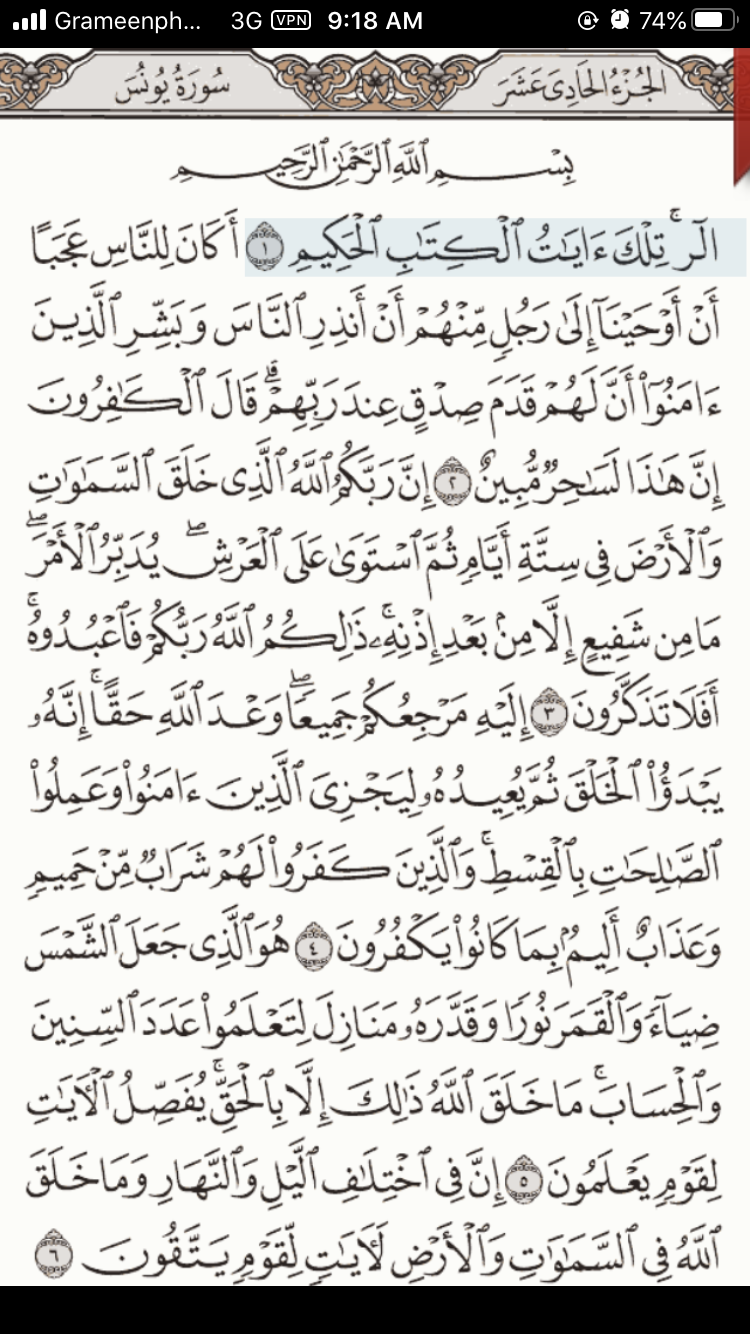 Grameenph... 3G VPN 9:18 AM 74%
سُورَةُ يُونُسَ الجُزْءُ الحَادِى عَشَرَ
بِسْمِ ٱللَّهِ ٱلرَّحْمَٰنِ ٱلرَّحِيمِ
الٓرۚ تِلْكَ ءَايَٰتُ ٱلْكِتَٰبِ ٱلْحَكِيمِ ١ أَكَانَ لِلنَّاسِ عَجَبًا
أَنْ أَوْحَيْنَآ إِلَىٰ رَجُلٍ مِّنْهُمْ أَنْ أَنذِرِ ٱلنَّاسَ وَبَشِّرِ ٱلَّذِينَ
ءَامَنُوٓا۟ أَنَّ لَهُمْ قَدَمَ صِدْقٍ عِندَ رَبِّهِمْۗ قَالَ ٱلْكَٰفِرُونَ
إِنَّ هَٰذَا لَسَٰحِرٌ مُّبِينٌ ٢ إِنَّ رَبَّكُمُ ٱللَّهُ ٱلَّذِى خَلَقَ ٱلسَّمَٰوَٰتِ
وَٱلْأَرْضَ فِى سِتَّةِ أَيَّامٍ ثُمَّ ٱسْتَوَىٰ عَلَى ٱلْعَرْشِۖ يُدَبِّرُ ٱلْأَمْرَۖ
مَا مِن شَفِيعٍ إِلَّا مِنۢ بَعْدِ إِذْنِهِۦۚ ذَٰلِكُمُ ٱللَّهُ رَبُّكُمْ فَٱعْبُدُوهُۚ
أَفَلَا تَذَكَّرُونَ ٣ إِلَيْهِ مَرْجِعُكُمْ جَمِيعًاۖ وَعْدَ ٱللَّهِ حَقًّاۚ إِنَّهُۥ
يَبْدَؤُا۟ ٱلْخَلْقَ ثُمَّ يُعِيدُهُۥ لِيَجْزِىَ ٱلَّذِينَ ءَامَنُوا۟ وَعَمِلُوا۟
ٱلصَّٰلِحَٰتِ بِٱلْقِسْطِۚ وَٱلَّذِينَ كَفَرُوا۟ لَهُمْ شَرَابٌ مِّنْ حَمِيمٍ
وَعَذَابٌ أَلِيمٌۢ بِمَا كَانُوا۟ يَكْفُرُونَ ٤ هُوَ ٱلَّذِى جَعَلَ ٱلشَّمْسَ
ضِيَآءً وَٱلْقَمَرَ نُورًا وَقَدَّرَهُۥ مَنَازِلَ لِتَعْلَمُوا۟ عَدَدَ ٱلسِّنِينَ
وَٱلْحِسَابَۚ مَا خَلَقَ ٱللَّهُ ذَٰلِكَ إِلَّا بِٱلْحَقِّۚ يُفَصِّلُ ٱلْءَايَٰتِ
لِقَوْمٍ يَعْلَمُونَ ٥ إِنَّ فِى ٱخْتِلَٰفِ ٱلَّيْلِ وَٱلنَّهَارِ وَمَا خَلَقَ
ٱللَّهُ فِى ٱلسَّمَٰوَٰتِ وَٱلْأَرْضِ لَءَايَٰتٍ لِّقَوْمٍ يَتَّقُونَ ٦